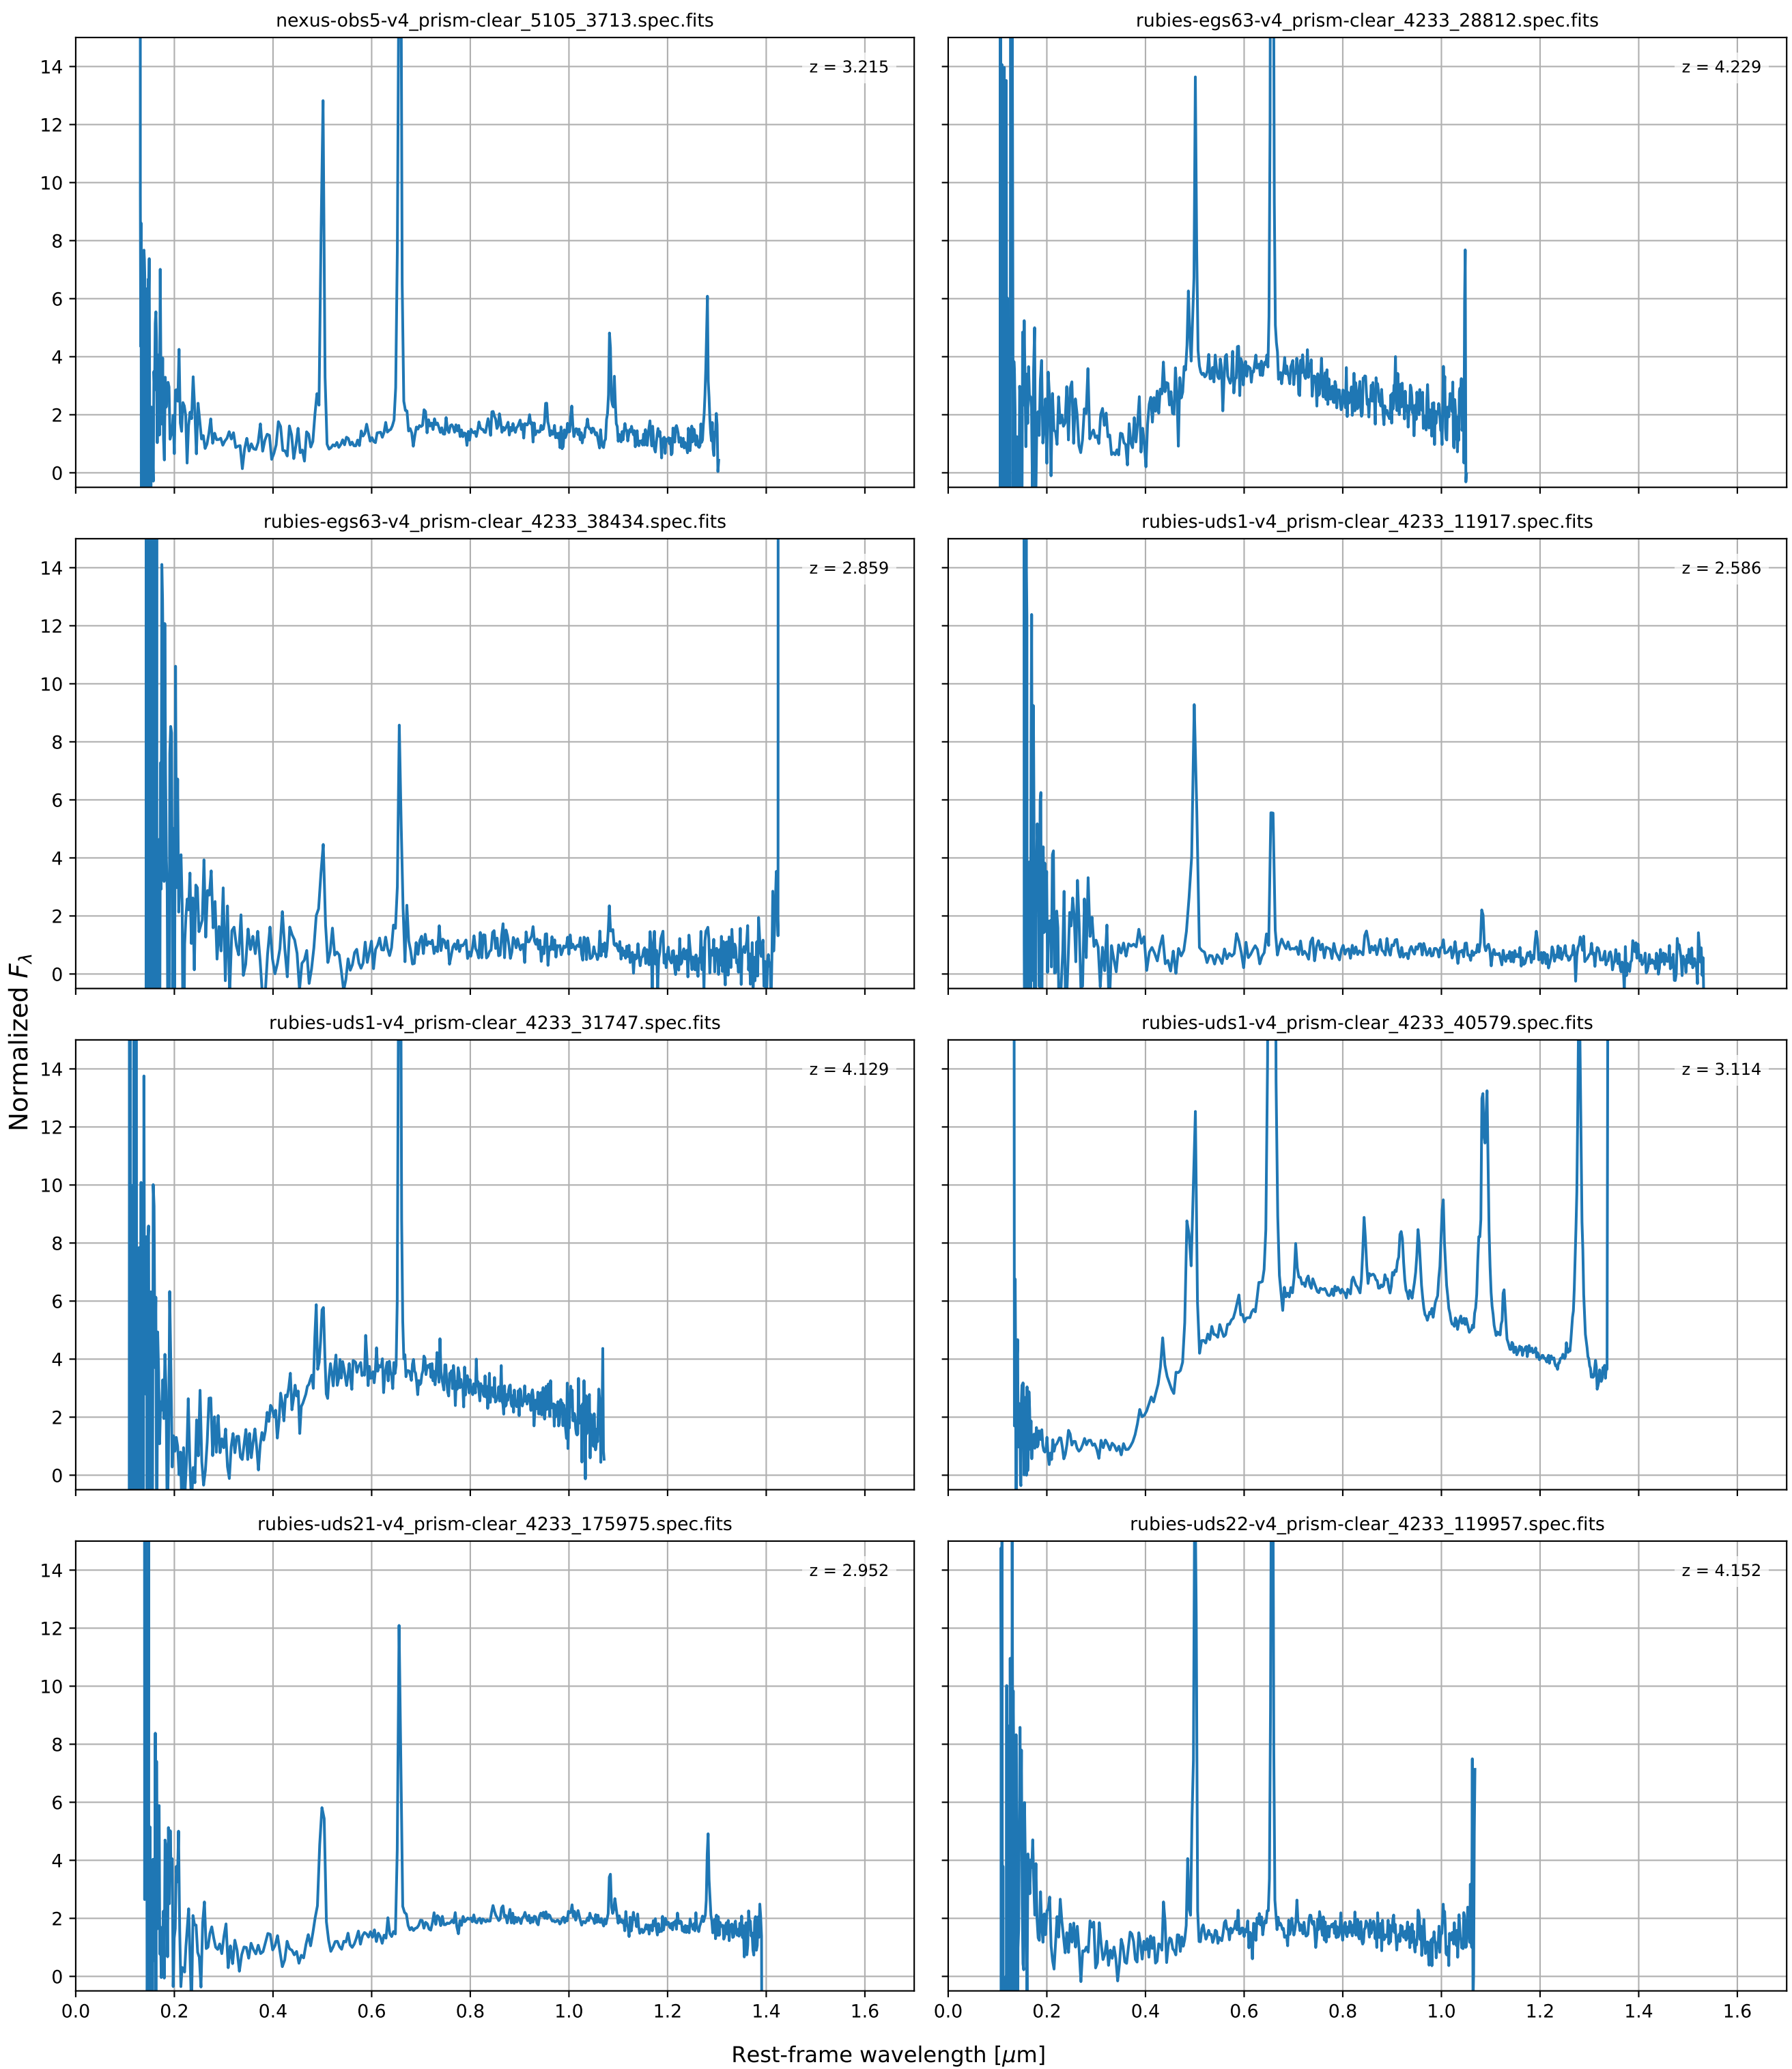 nexus-obs5-v4_prism-clear_5105_3713.spec.fits
rubies-egs63-v4_prism-clear_4233_28812.spec.fits
z = 3.215
z = 4.229
14
12
10
8
6
4
2
0
rubies-egs63-v4_prism-clear_4233_38434.spec.fits
rubies-uds1-v4_prism-clear_4233_11917.spec.fits
z = 2.859
z = 2.586
14
12
10
8
6
4
2
0
Normalized Fλ
rubies-uds1-v4_prism-clear_4233_31747.spec.fits
rubies-uds1-v4_prism-clear_4233_40579.spec.fits
z = 4.129
z = 3.114
14
12
10
8
6
4
2
0
rubies-uds21-v4_prism-clear_4233_175975.spec.fits
rubies-uds22-v4_prism-clear_4233_119957.spec.fits
z = 2.952
z = 4.152
14
12
10
8
6
4
2
0
0.0 0.2 0.4 0.6 0.8 1.0 1.2 1.4 1.6
0.0 0.2 0.4 0.6 0.8 1.0 1.2 1.4 1.6
Rest-frame wavelength [μm]